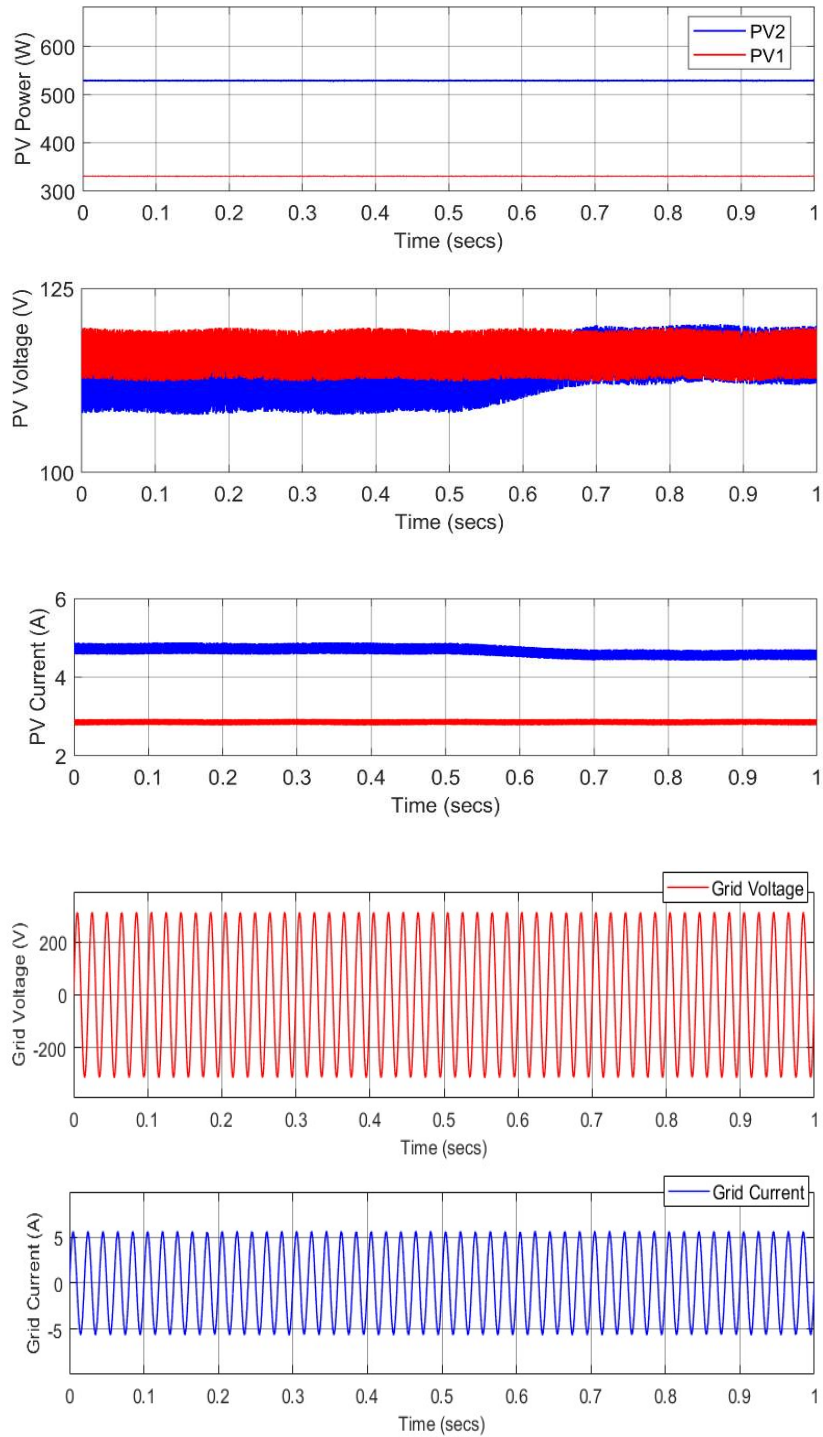 PV Power (W)
600
500
400
300
PV2
PV1
0 0.1 0.2 0.3 0.4 0.5 0.6 0.7 0.8 0.9 1
Time (secs)
PV Voltage (V)
125
100
0 0.1 0.2 0.3 0.4 0.5 0.6 0.7 0.8 0.9 1
Time (secs)
PV Current (A)
6
4
2
0 0.1 0.2 0.3 0.4 0.5 0.6 0.7 0.8 0.9 1
Time (secs)
Grid Voltage
Grid Voltage (V)
200
0
-200
0 0.1 0.2 0.3 0.4 0.5 0.6 0.7 0.8 0.9 1
Time (secs)
Grid Current
Grid Current (A)
5
0
-5
0 0.1 0.2 0.3 0.4 0.5 0.6 0.7 0.8 0.9 1
Time (secs)